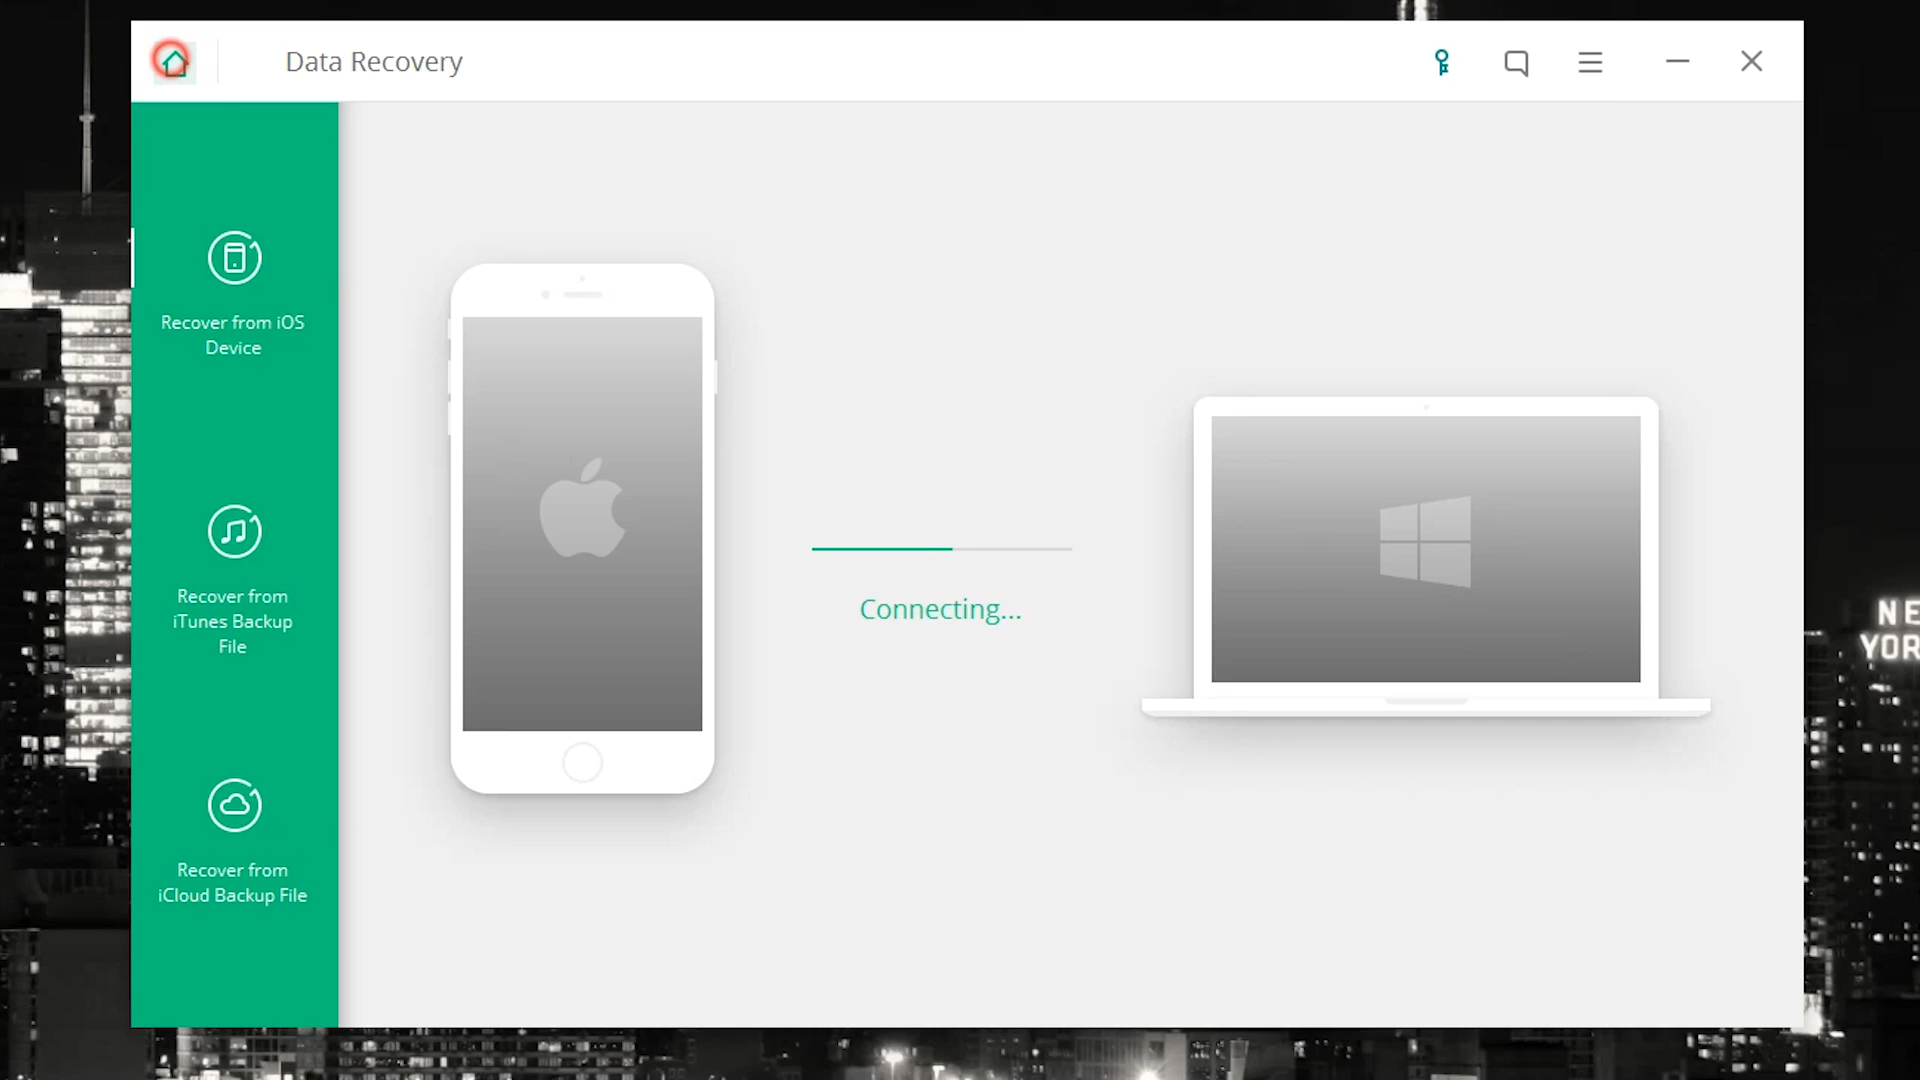 Data Recovery
Recover from iOS
Device
Recover from
iTunes Backup
File
Recover from
iCloud Backup File
Connecting...
NE
YOR